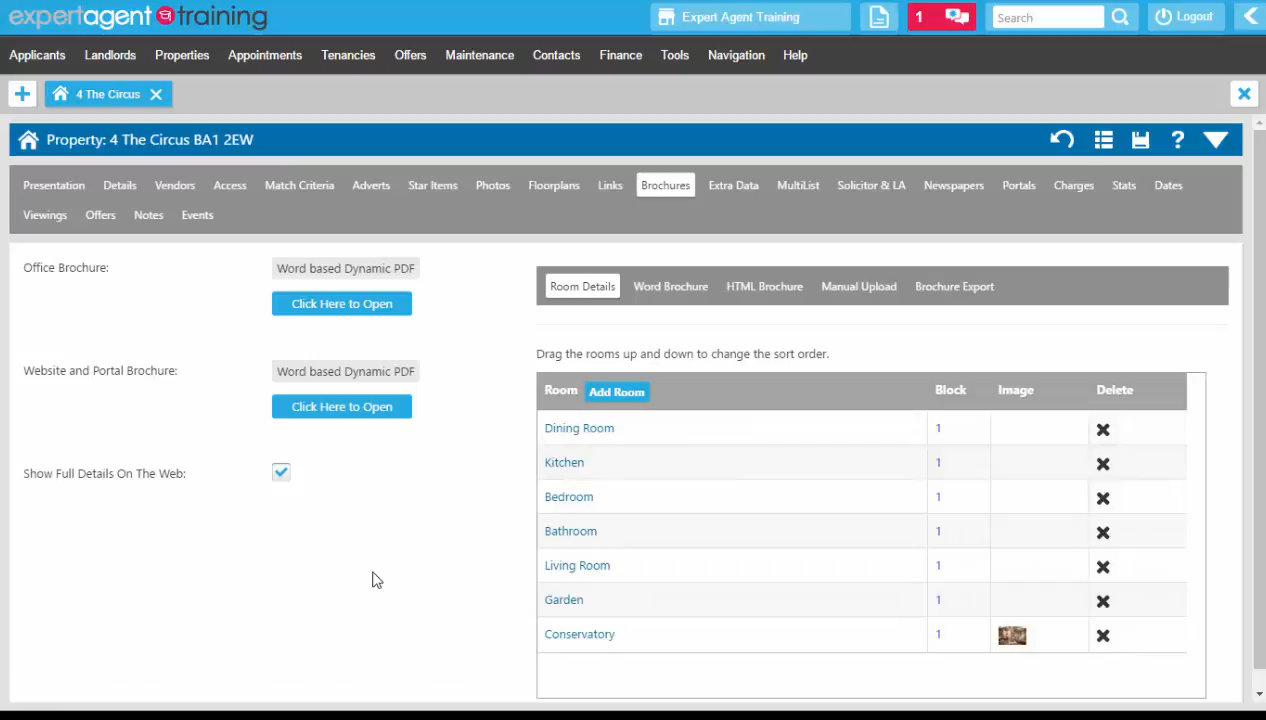 expertagent training
Expert Agent Training
1
Search
Logout
Applicants Landlords Properties Appointments Tenancies Offers Maintenance Contacts Finance Tools Navigation Help
4 The Circus
Property: 4 The Circus BA1 2EW
?
Presentation Details Vendors Access Match Criteria Adverts Star Items Photos Floorplans Links Brochures Extra Data MultiList Solicitor & LA Newspapers Portals Charges Stats Dates
Viewings Offers Notes Events
Office Brochure: Word based Dynamic PDF
Click Here to Open
Website and Portal Brochure: Word based Dynamic PDF
Click Here to Open
Show Full Details On The Web:
Room Details Word Brochure HTML Brochure Manual Upload Brochure Export
Drag the rooms up and down to change the sort order.
Room Add Room Block Image Delete
Dining Room 1
Kitchen 1
Bedroom 1
Bathroom 1
Living Room 1
Garden 1
Conservatory 1